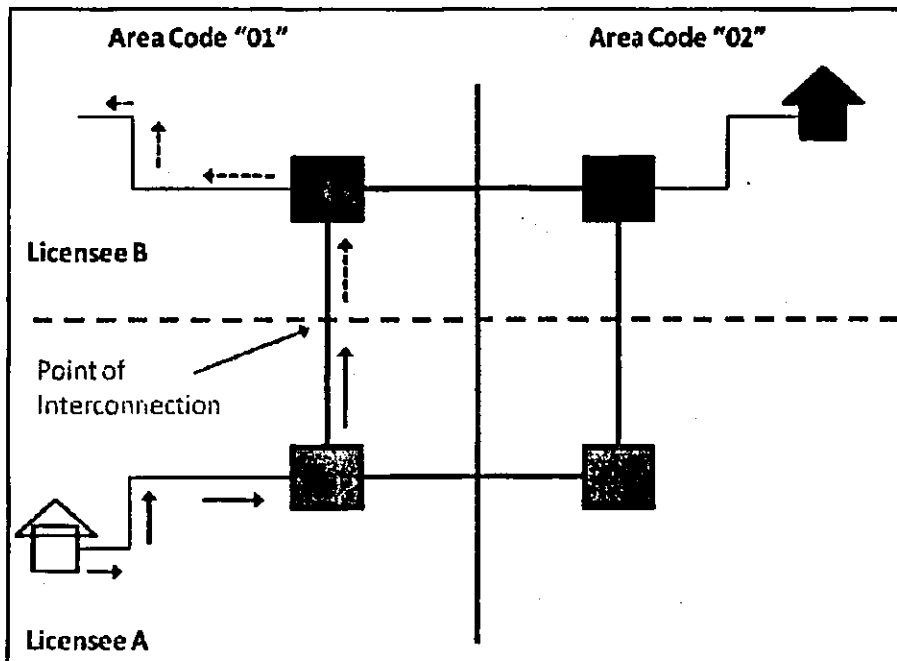 Area Code "01"
Area Code "02"
Licensee B
Point of
Interconnection
Licensee A